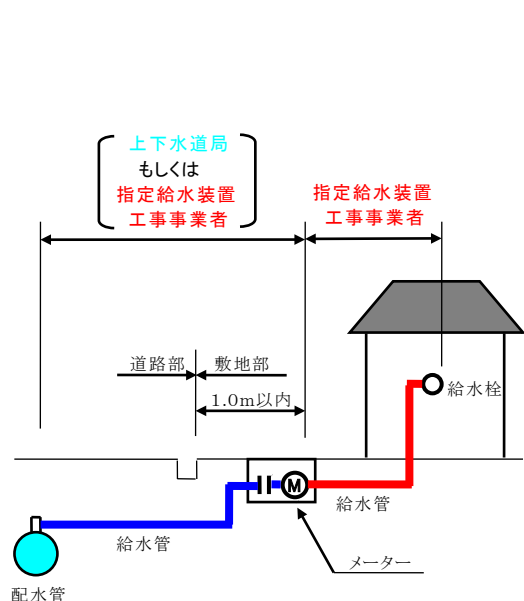 上下水道局
もしくは
指定給水装置
工事事業者
指定給水装置
工事事業者
道路部
敷地部
1.0m以内
給水栓
M
給水管
給水管
メーター
配水管